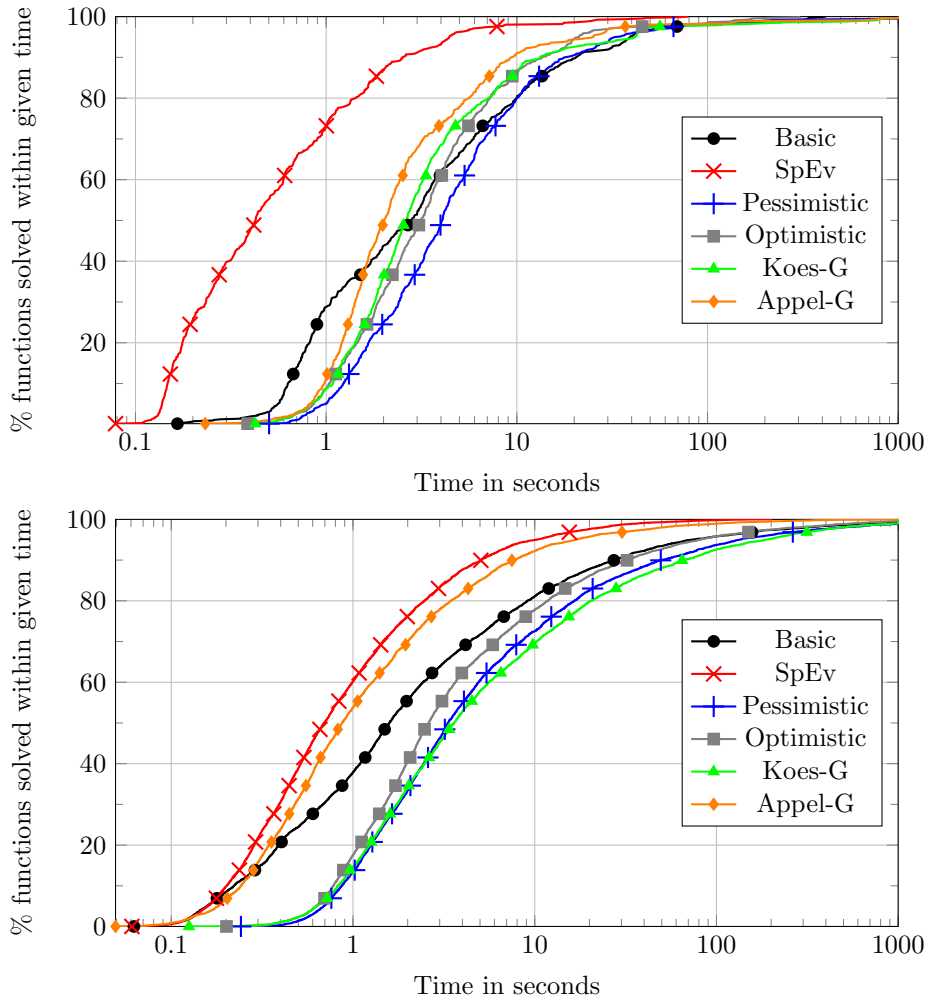 % functions solved within given time
100
80
60
40
20
0.1
1
10
100
1000
Time in seconds
Basic
SpEv
Pessimistic
Optimistic
Koes-G
Appel-G
% functions solved within given time
100
80
60
40
20
0
0.1
1
10
100
1000
Time in seconds
Basic
SpEv
Pessimistic
Optimistic
Koes-G
Appel-G